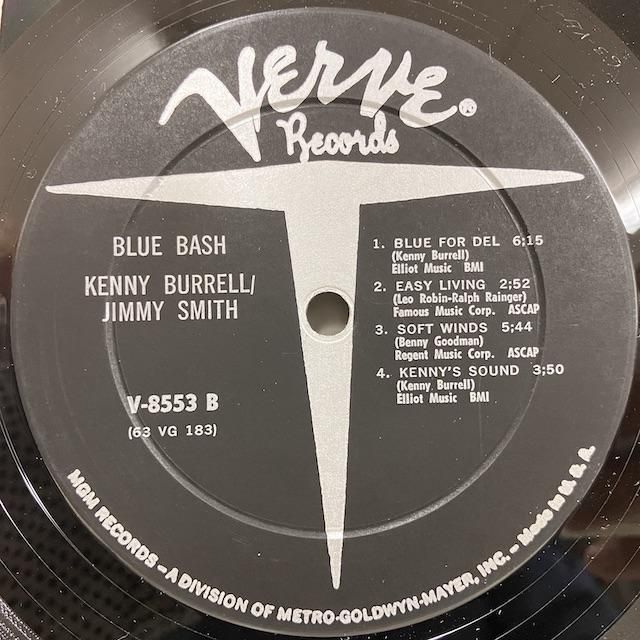 Verve®
Records
BLUE BASH
KENNY BURRELL/
JIMMY SMITH
V-8553 B
(63 VG 183)
1. BLUE FOR DEL 6:15
(Kenny Burrell)
Elliot Music BMI
2. EASY LIVING 2:52
(Leo Robin-Ralph Rainger)
Famous Music Corp. ASCAP
3. SOFT WINDS 5:44
(Benny Goodman)
Regent Music Corp. ASCAP
4. KENNY'S SOUND 3:50
(Kenny Burrell)
Elliot Music BMI
MGM RECORDS – A DIVISION OF METRO-GOLDWYN-MAYER, INC. – Made in U. S. A.